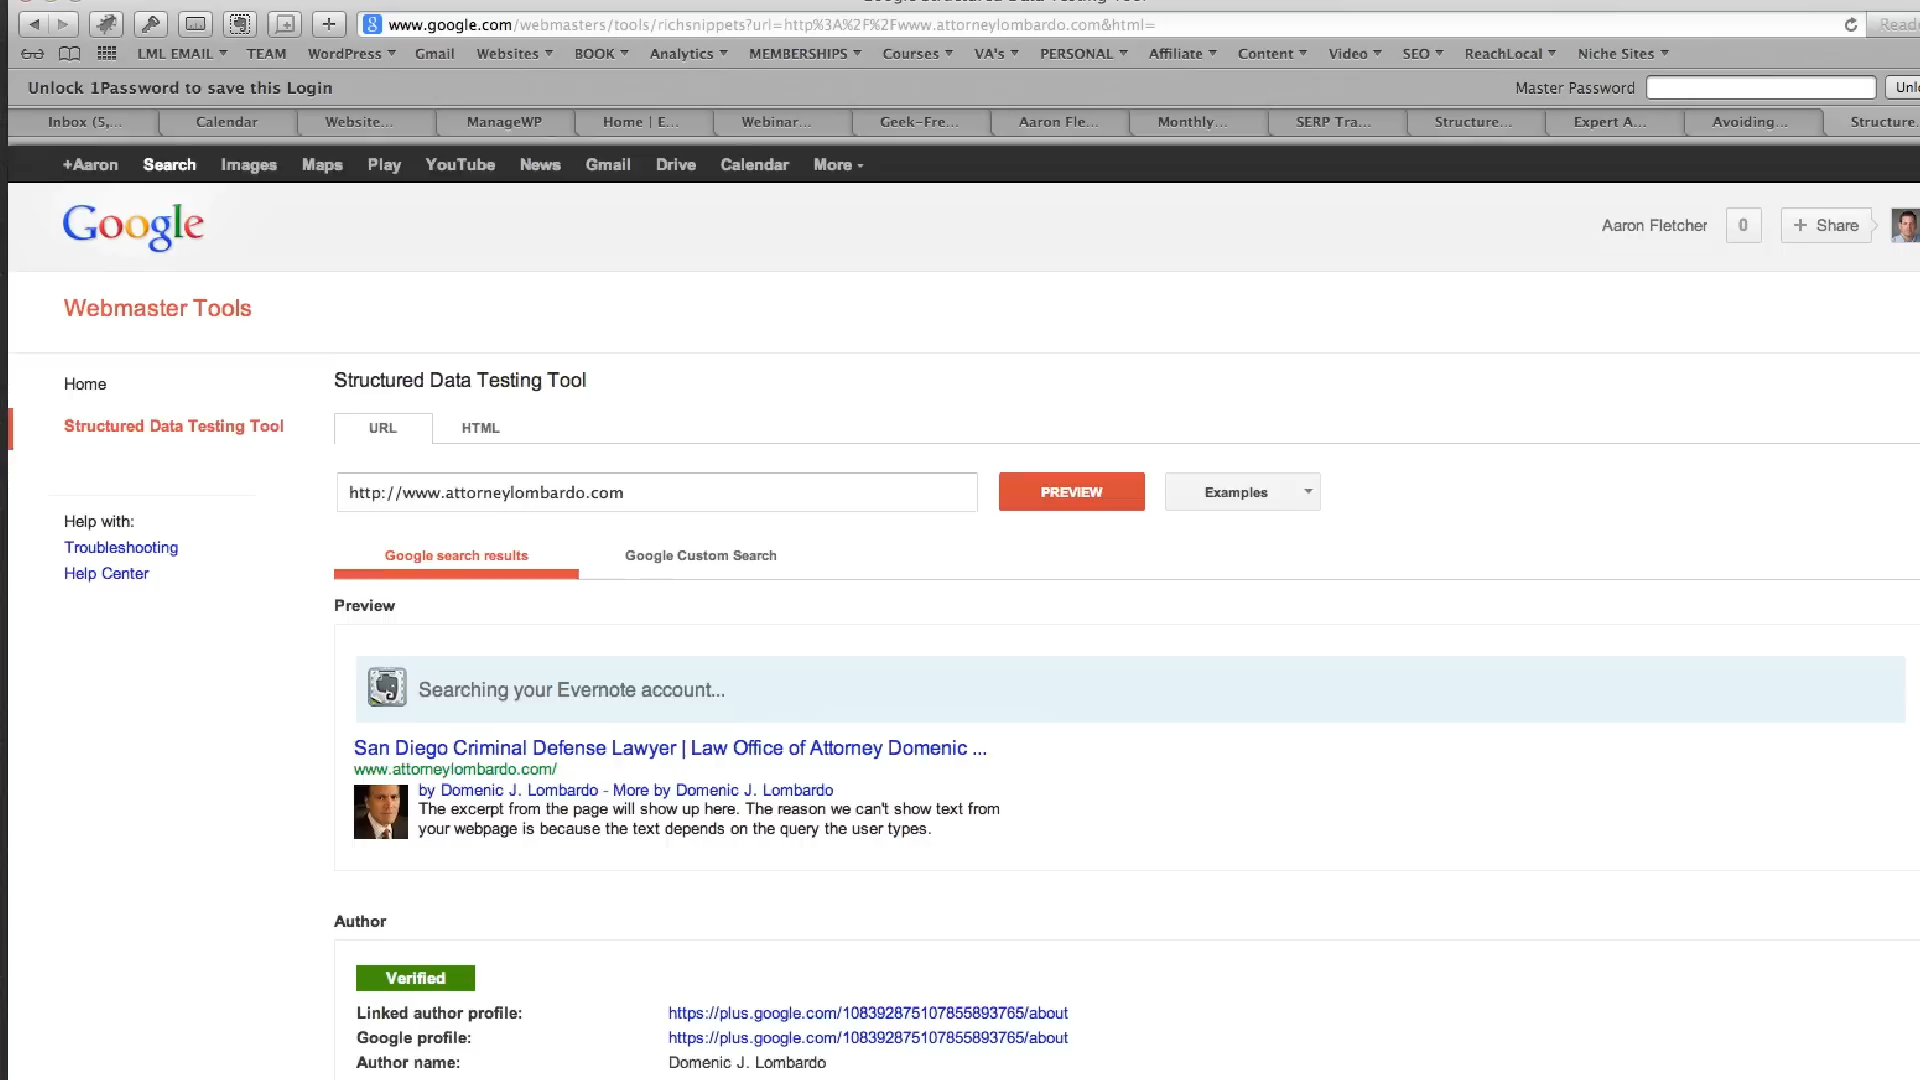 www.google.com/webmasters/tools/richsnippets?url=http%3A%2F%2Fwww.attorneylombardo.com&html=
LML EMAIL TEAM WordPress Gmail Websites BOOK Analytics MEMBERSHIPS Courses VA's PERSONAL Affiliate Content Video SEO ReachLocal Niche Sites
Unlock 1Password to save this Login Master Password
Inbox (5,... Calendar Website... ManageWP Home | E... Webinar... Geek-Fre... Aaron Fle... Monthly... SERP Tra... Structure... Expert A... Avoiding... Structure.
+Aaron Search Images Maps Play YouTube News Gmail Drive Calendar More
Google Aaron Fletcher 0 + Share
Webmaster Tools
Home
Structured Data Testing Tool
Help with:
Troubleshooting
Help Center
Structured Data Testing Tool
URL HTML
http://www.attorneylombardo.com PREVIEW Examples
Google search results Google Custom Search
Preview
Searching your Evernote account...
San Diego Criminal Defense Lawyer | Law Office of Attorney Domenic ...
www.attorneylombardo.com/
by Domenic J. Lombardo - More by Domenic J. Lombardo
The excerpt from the page will show up here. The reason we can't show text from
your webpage is because the text depends on the query the user types.
Author
Verified
Linked author profile: https://plus.google.com/108392875107855893765/about
Google profile: https://plus.google.com/108392875107855893765/about
Author name: Domenic J. Lombardo